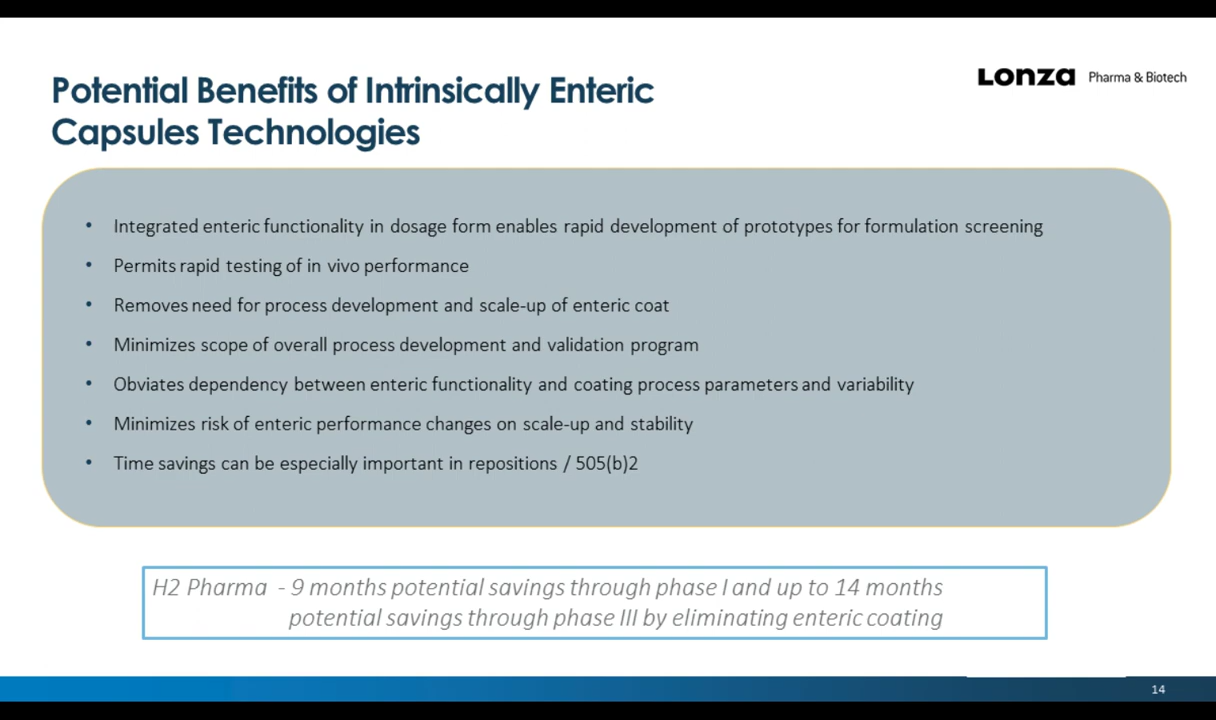 Potential Benefits of Intrinsically Enteric
Capsules Technologies
Lonza Pharma & Biotech
• Integrated enteric functionality in dosage form enables rapid development of prototypes for formulation screening
• Permits rapid testing of in vivo performance
• Removes need for process development and scale-up of enteric coat
• Minimizes scope of overall process development and validation program
• Obviates dependency between enteric functionality and coating process parameters and variability
• Minimizes risk of enteric performance changes on scale-up and stability
• Time savings can be especially important in repositions / 505(b)2
H2 Pharma - 9 months potential savings through phase I and up to 14 months
potential savings through phase III by eliminating enteric coating
14